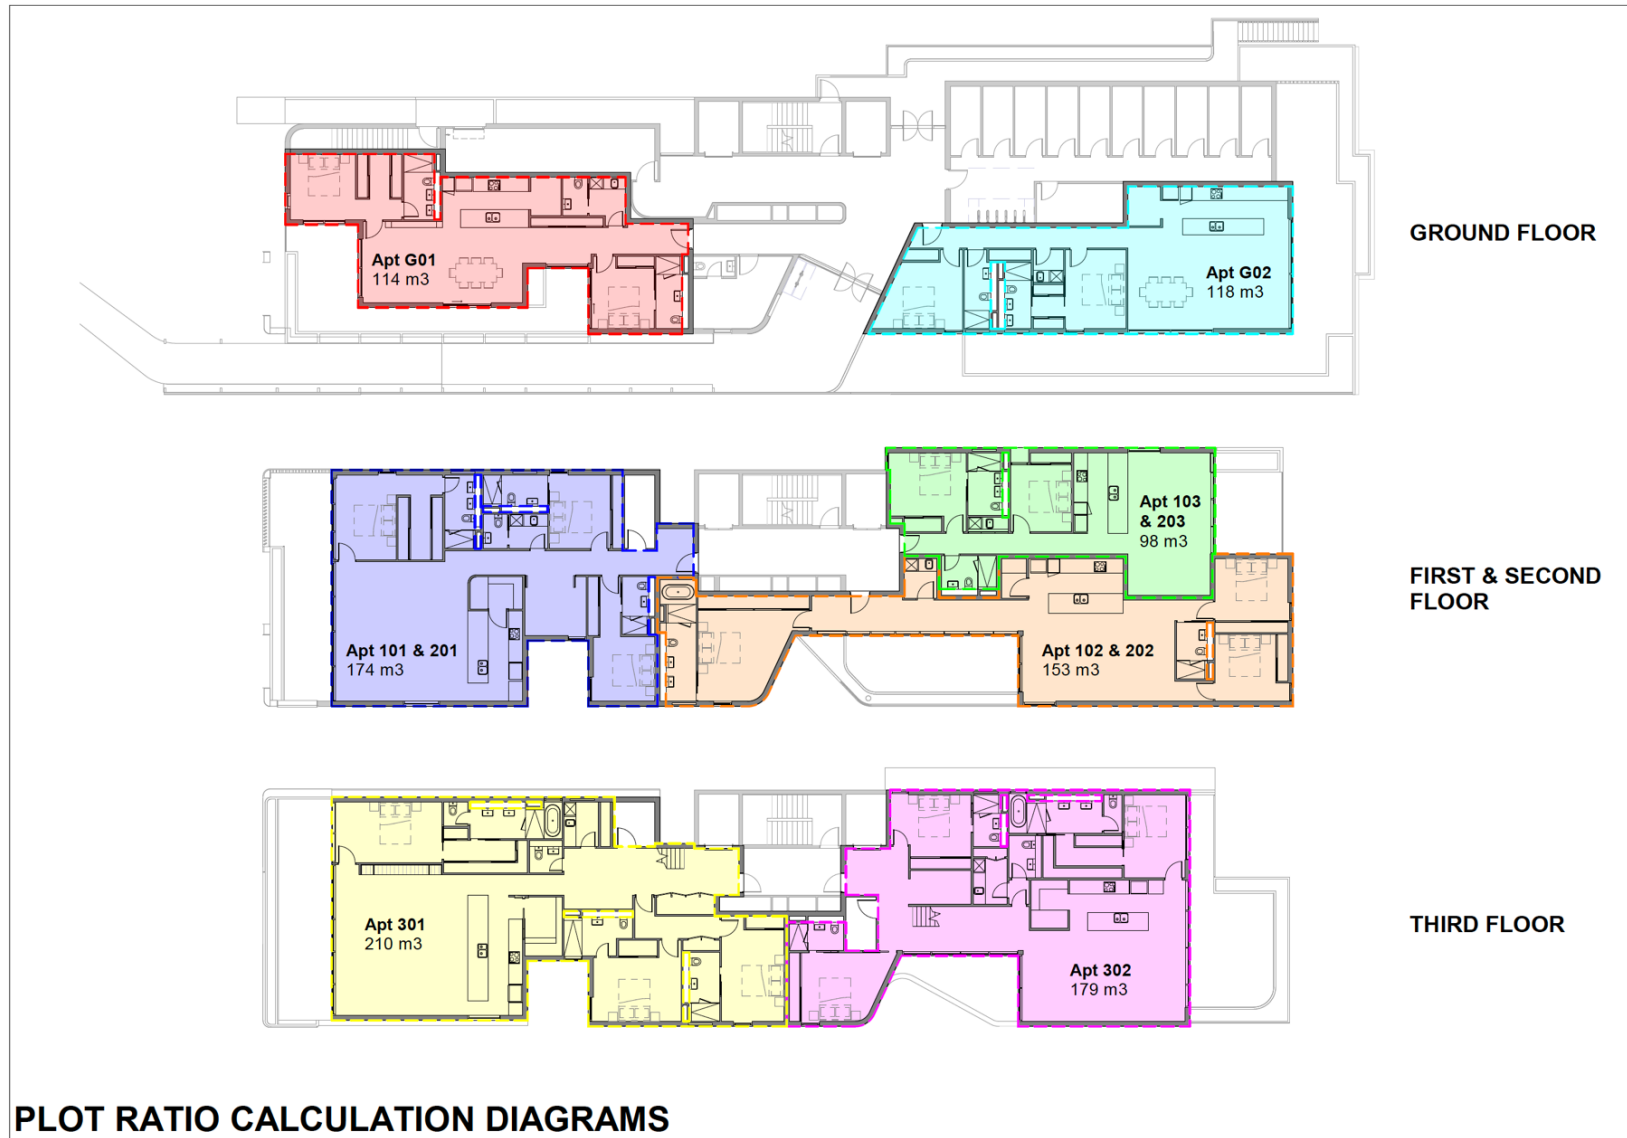 Apt G01
114 m3
Apt G02
118 m3
GROUND FLOOR
Apt 101 & 201
174 m3
Apt 103
& 203
98 m3
Apt 102 & 202
153 m3
FIRST & SECOND
FLOOR
Apt 301
210 m3
Apt 302
179 m3
THIRD FLOOR
PLOT RATIO CALCULATION DIAGRAMS